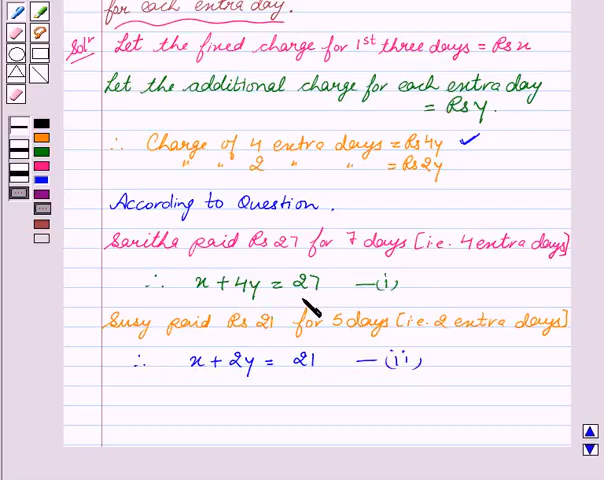 for each extra day.
Solⁿ Let the fixed charge for 1st three days = Rs x
Let the additional charge for each extra day
= Rs y.
∴ Charge of 4 extra days = Rs 4y ✓
" " 2 " " = Rs 2y
According to Question.
Saritha paid Rs 27 for 7 days [i.e. 4 extra days]
∴ x + 4y = 27 —(i)
Susy paid Rs 21 for 5 days [i.e. 2 extra days]
∴ x + 2y = 21 —(ii)